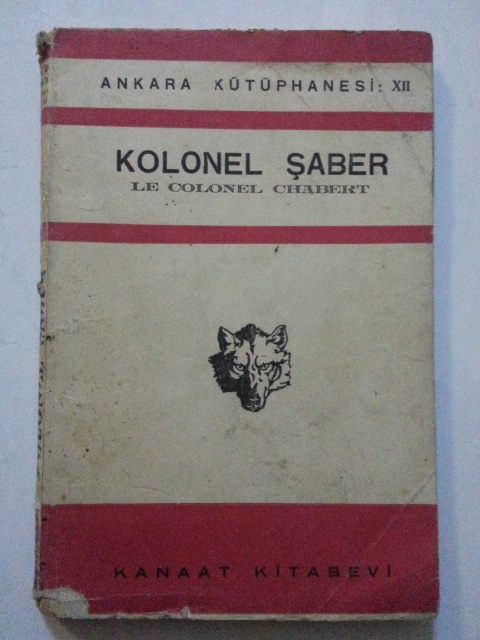 ANKARA KÜTÜPHANESİ: XII
KOLONEL ŞABER
LE COLONEL CHABERT
KANAAT KİTABEVİ